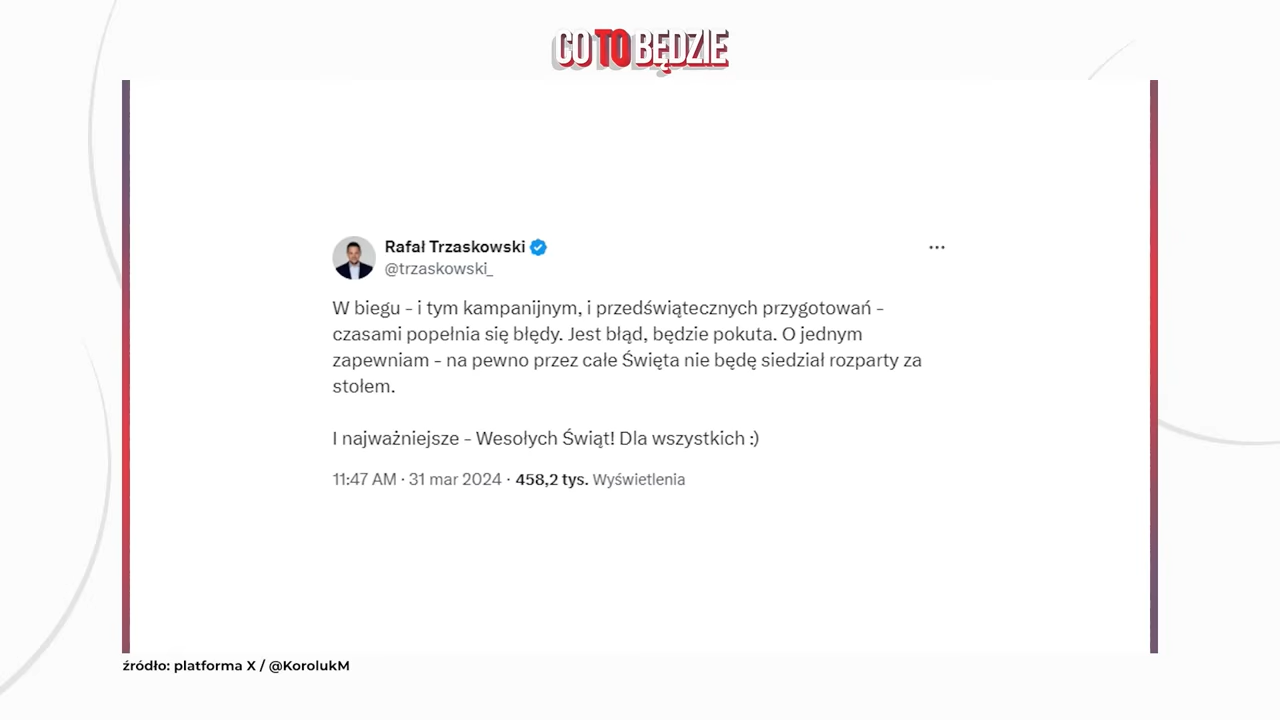 CO TO BĘDZIE
Rafał Trzaskowski
@trzaskowski_
W biegu - i tym kampanijnym, i przedświątecznych przygotowań -
czasami popełnia się błędy. Jest błąd, będzie pokuta. O jednym
zapewniam - na pewno przez całe Święta nie będę siedział rozparty za
stołem.
I najważniejsze - Wesołych Świąt! Dla wszystkich :)
11:47 AM · 31 mar 2024 · 458,2 tys. Wyświetlenia
źródło: platforma X / @KorolukM